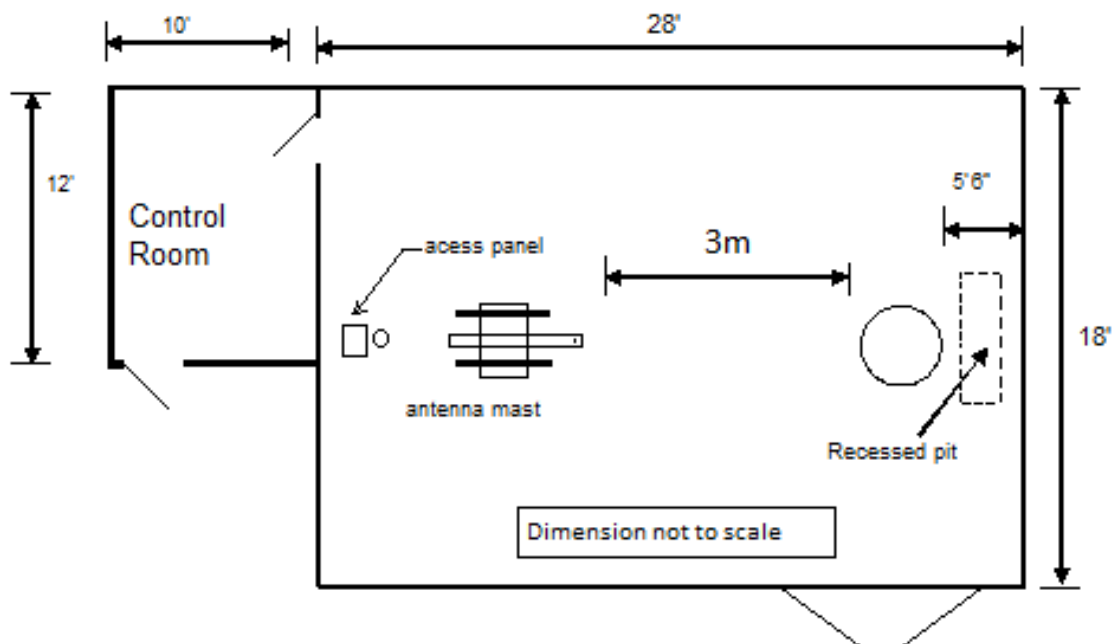 10'
28'
12'
Control
Room
acess panel
3m
5'6"
18'
antenna mast
Recessed pit
Dimension not to scale